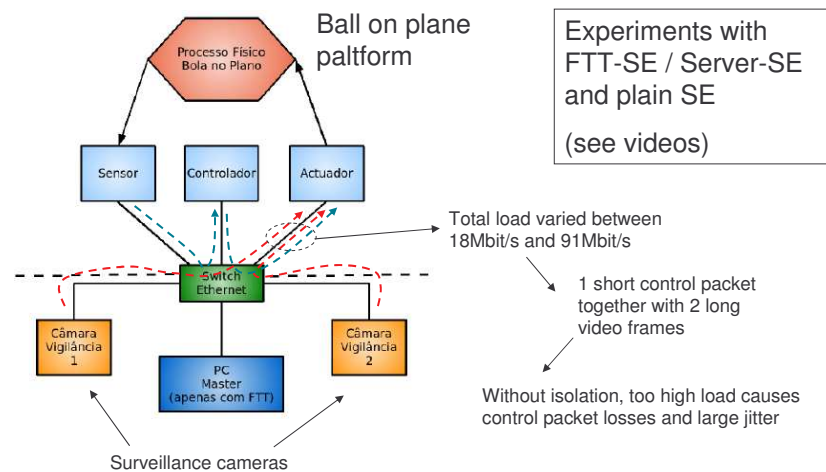 Ball on plane
paltform
Processo Físico
Bola no Plano
Experiments with
FTT-SE / Server-SE
and plain SE
(see videos)
Sensor
Controlador
Actuador
Total load varied between
18Mbit/s and 91Mbit/s
Switch
Ethernet
1 short control packet
together with 2 long
video frames
Câmara
Vigilância
1
PC
Master
(apenas com FTT)
Câmara
Vigilância
2
Without isolation, too high load causes
control packet losses and large jitter
Surveillance cameras